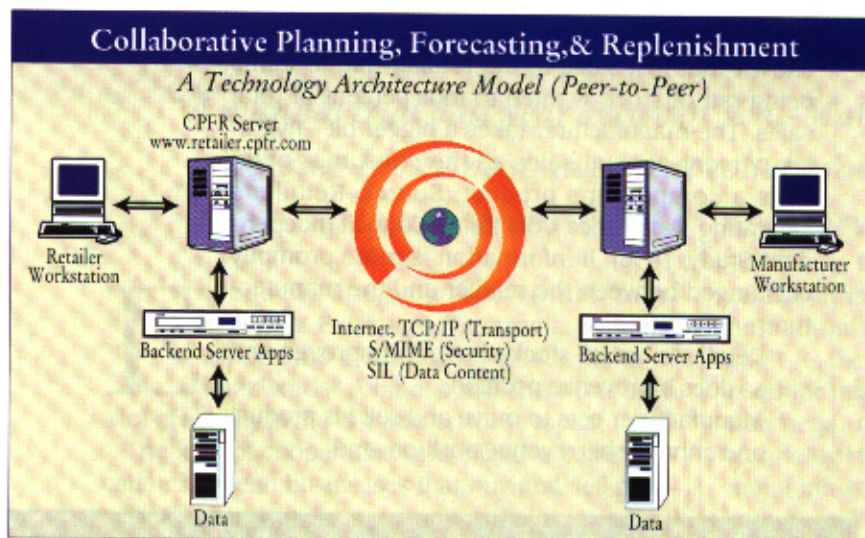 Collaborative Planning, Forecasting,& Replenishment
A Technology Architecture Model (Peer-to-Peer)
CPFR Server
www.retailer.cpfr.com
Retailer
Workstation
Manufacturer
Workstation
Backend Server Apps
Internet, TCP/IP (Transport)
S/MIME (Security)
SIL (Data Content)
Backend Server Apps
Data
Data